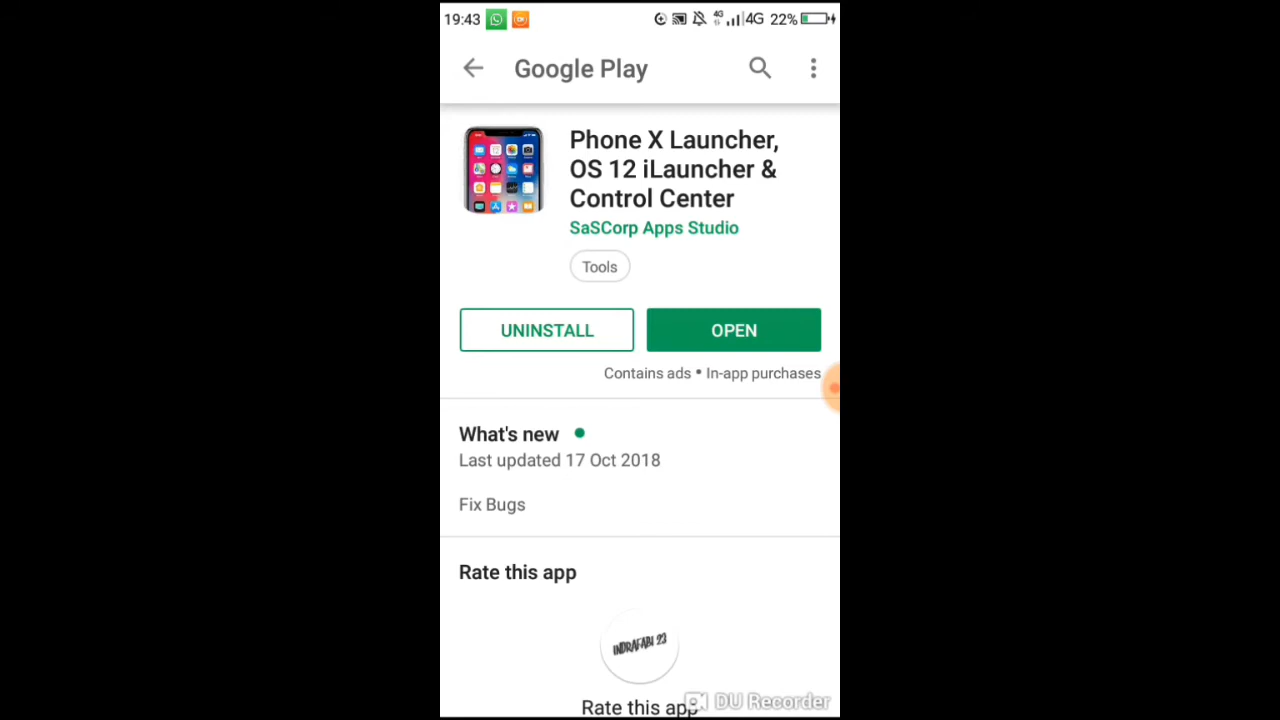 19:43 4G 4G 22%
Google Play
Phone X Launcher,
OS 12 iLauncher &
Control Center
SaSCorp Apps Studio
Tools
UNINSTALL OPEN
Contains ads • In-app purchases
What's new
Last updated 17 Oct 2018
Fix Bugs
Rate this app
INDRAFABI 23
Rate this app
DU Recorder